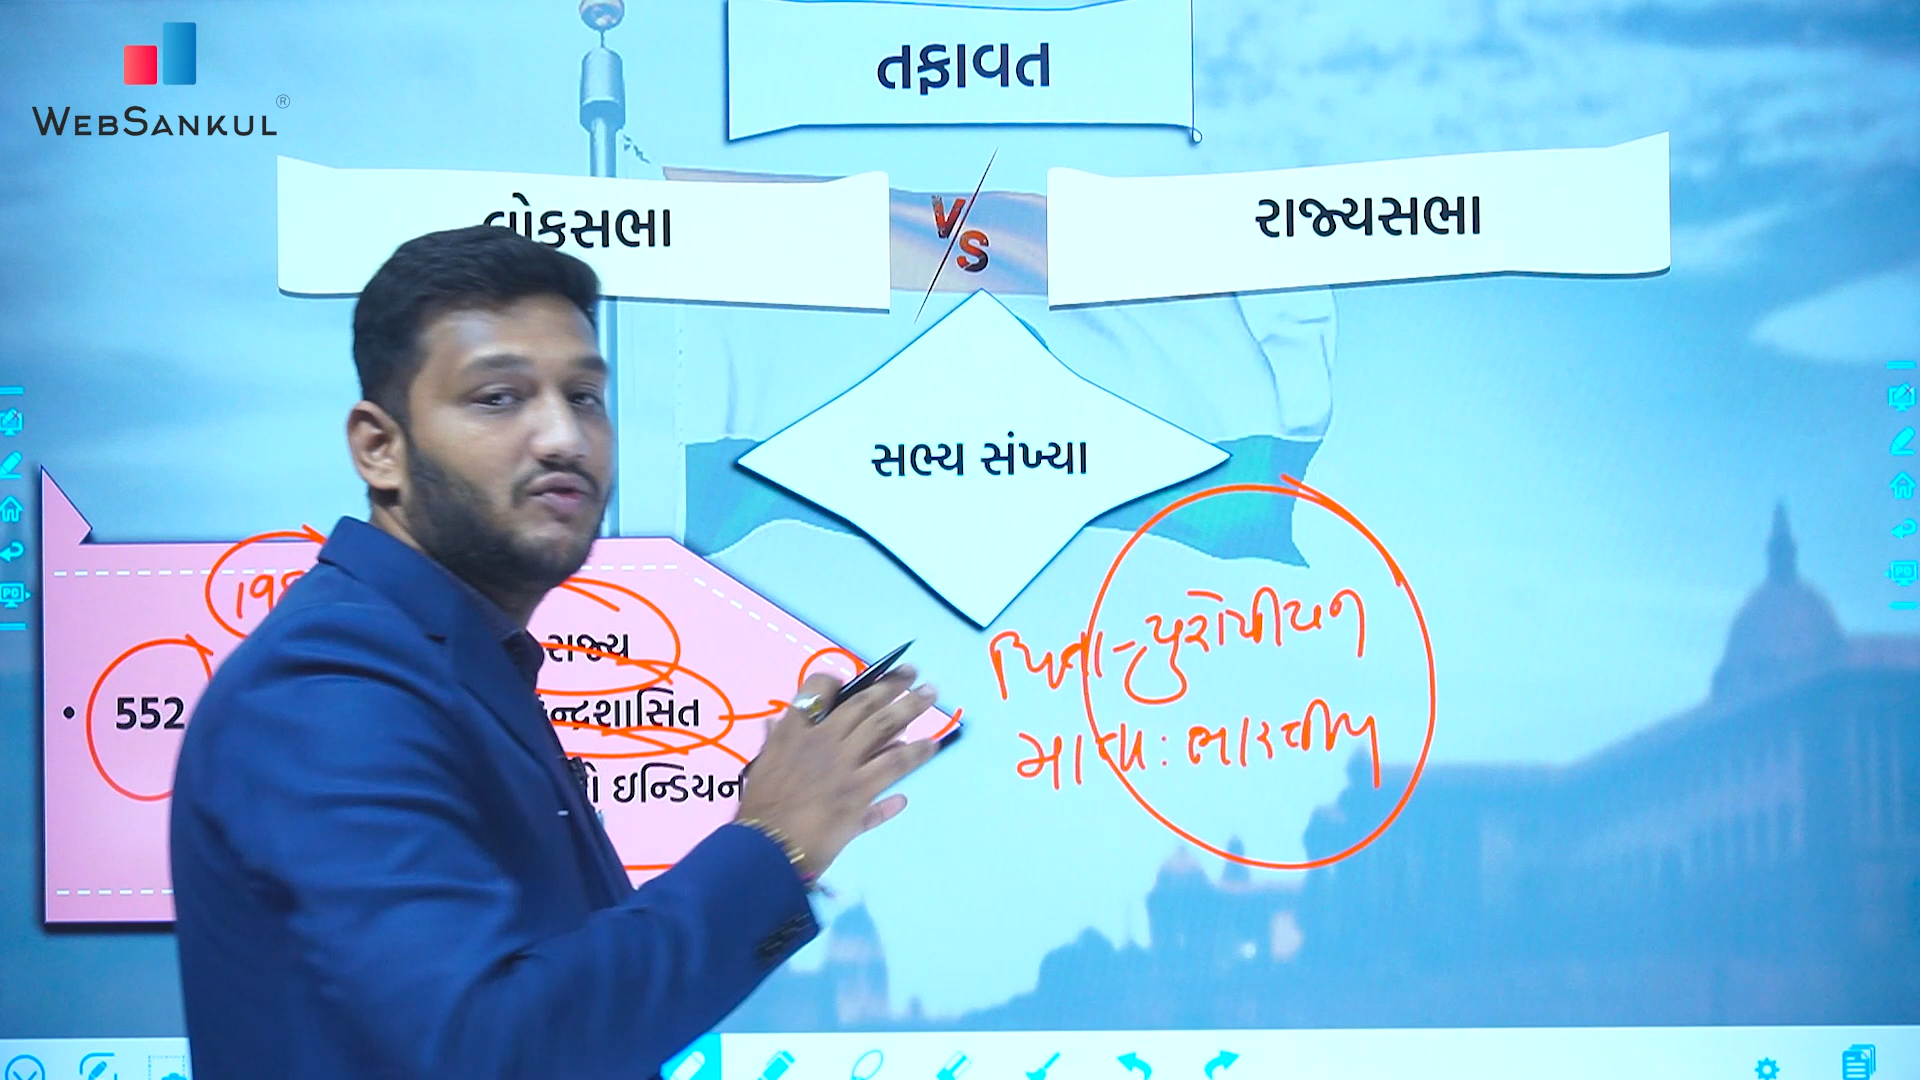 WEBSANKUL®
તફાવત
લોકસભા
VS
રાજ્યસભા
સભ્ય સંખ્યા
રાજ્ય
552
કેન્દ્રશાસિત
ઇન્ડિયન
પિતા - યુરોપીયન
માતા : ભારતીય